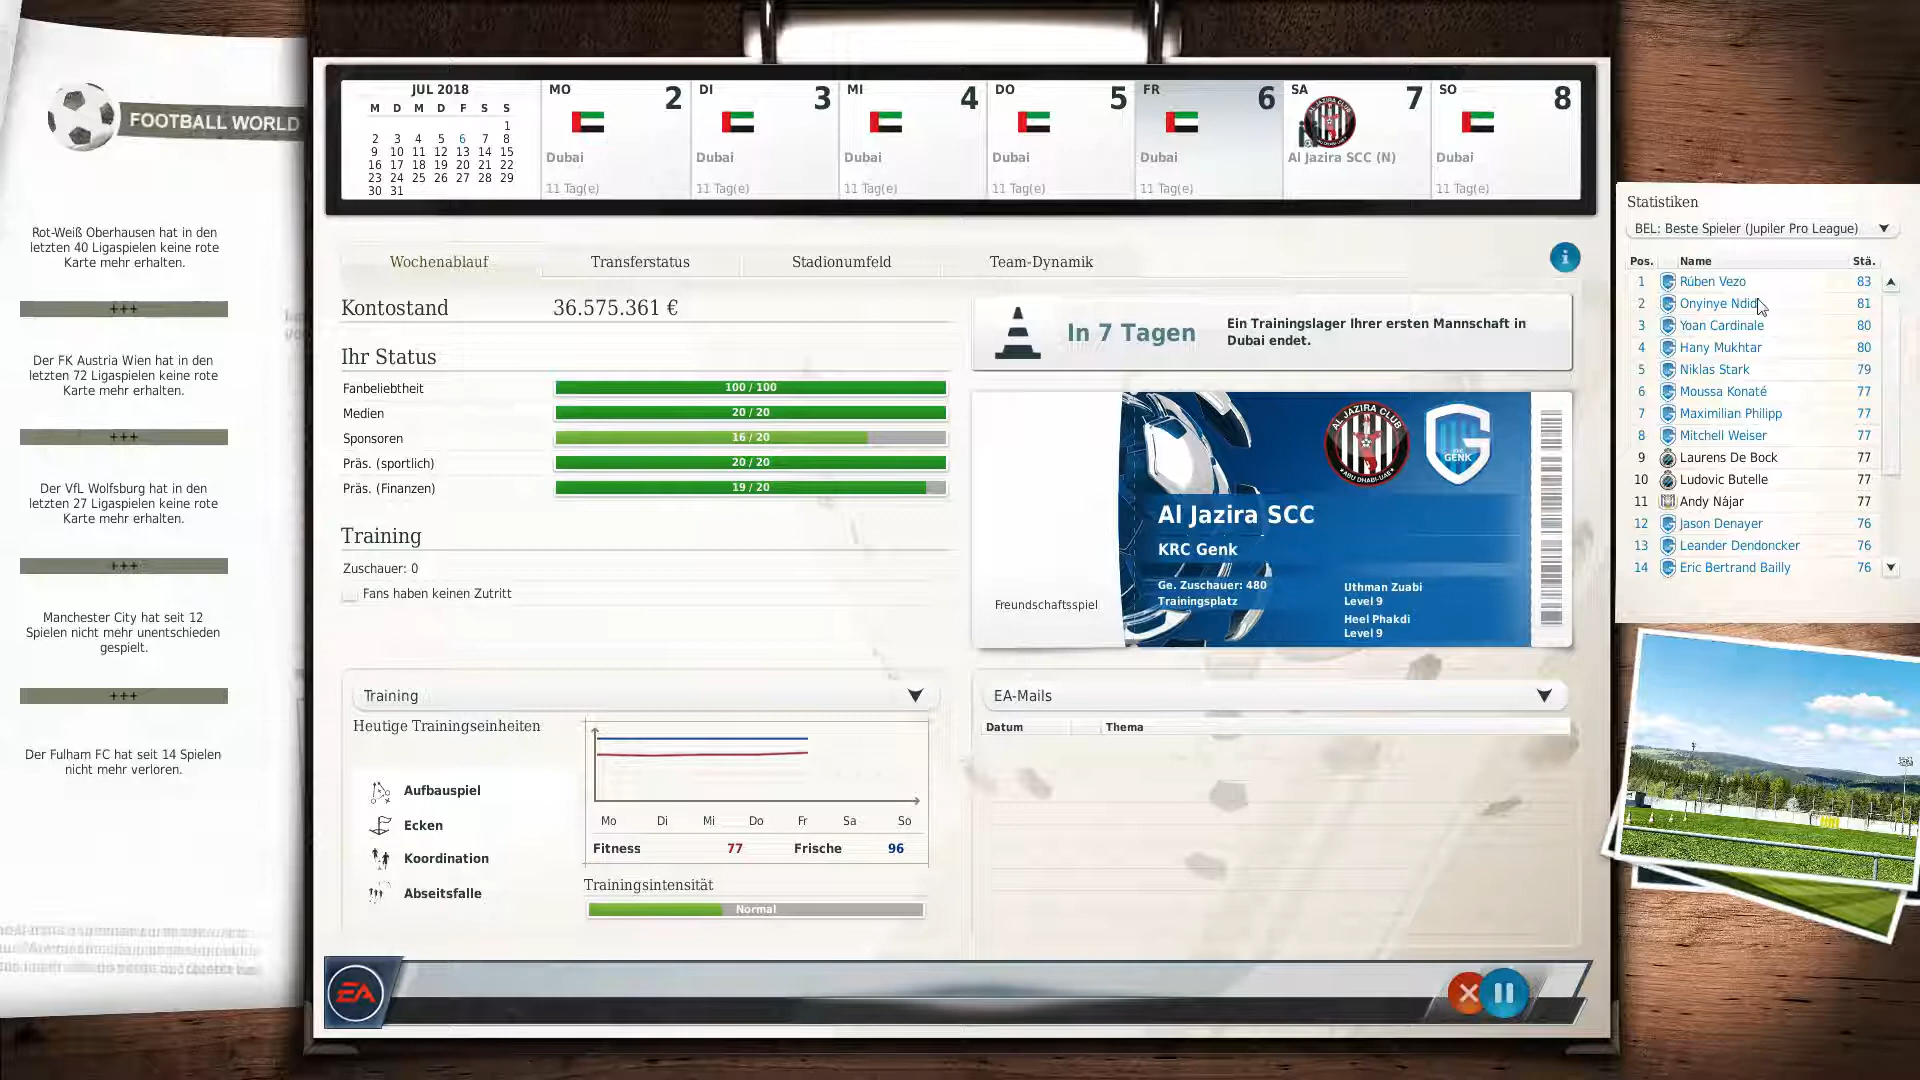 FOOTBALL WORLD
Rot-Weiß Oberhausen hat in den
letzten 40 Ligaspielen keine rote
Karte mehr erhalten.
+++
Der FK Austria Wien hat in den
letzten 72 Ligaspielen keine rote
Karte mehr erhalten.
+++
Der VfL Wolfsburg hat in den
letzten 27 Ligaspielen keine rote
Karte mehr erhalten.
+++
Manchester City hat seit 12
Spielen nicht mehr unentschieden
gespielt.
+++
Der Fulham FC hat seit 14 Spielen
nicht mehr verloren.
JUL 2018
M D M D F S S
1
2 3 4 5 6 7 8
9 10 11 12 13 14 15
16 17 18 19 20 21 22
23 24 25 26 27 28 29
30 31
MO 2
Dubai
11 Tag(e)
DI 3
Dubai
11 Tag(e)
MI 4
Dubai
11 Tag(e)
DO 5
Dubai
11 Tag(e)
FR 6
Dubai
11 Tag(e)
SA 7
Al Jazira SCC (N)
SO 8
Dubai
11 Tag(e)
Wochenablauf Transferstatus Stadionumfeld Team-Dynamik
i
Kontostand 36.575.361 €
Ihr Status
Fanbeliebtheit 100 / 100
Medien 20 / 20
Sponsoren 16 / 20
Präs. (sportlich) 20 / 20
Präs. (Finanzen) 19 / 20
Training
Zuschauer: 0
Fans haben keinen Zutritt
In 7 Tagen
Ein Trainingslager Ihrer ersten Mannschaft in
Dubai endet.
AL JAZIRA CLUB
ABU DHABI-UAE
KRC
GENK
Al Jazira SCC
KRC Genk
Ge. Zuschauer: 480
Trainingsplatz
Uthman Zuabi
Level 9
Heel Phakdi
Level 9
Freundschaftsspiel
Training
Heutige Trainingseinheiten
Aufbauspiel
Ecken
Koordination
Abseitsfalle
Mo Di Mi Do Fr Sa So
Fitness 77 Frische 96
Trainingsintensität
Normal
EA-Mails
Datum Thema
EA
Statistiken
BEL: Beste Spieler (Jupiler Pro League)
Pos. Name Stä.
1 Rúben Vezo 83
2 Onyinye Ndidi 81
3 Yoan Cardinale 80
4 Hany Mukhtar 80
5 Niklas Stark 79
6 Moussa Konaté 77
7 Maximilian Philipp 77
8 Mitchell Weiser 77
9 Laurens De Bock 77
10 Ludovic Butelle 77
11 Andy Nájar 77
12 Jason Denayer 76
13 Leander Dendoncker 76
14 Eric Bertrand Bailly 76